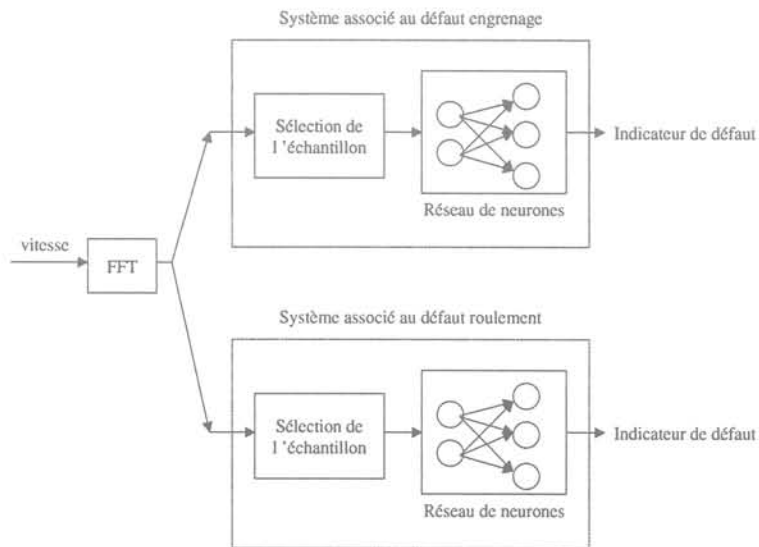 Système associé au défaut engrenage
Sélection de
l 'échantillon
Réseau de neurones
Indicateur de défaut
vitesse
FFT
Système associé au défaut roulement
Sélection de
l 'échantillon
Réseau de neurones
Indicateur de défaut